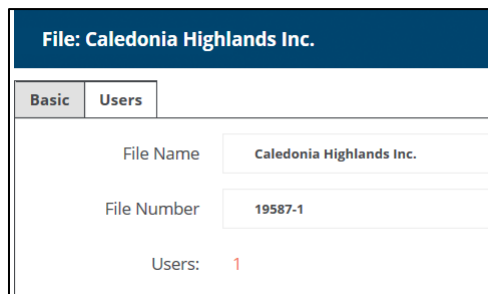 File: Caledonia Highlands Inc.
Basic Users
File Name Caledonia Highlands Inc.
File Number 19587-1
Users: 1